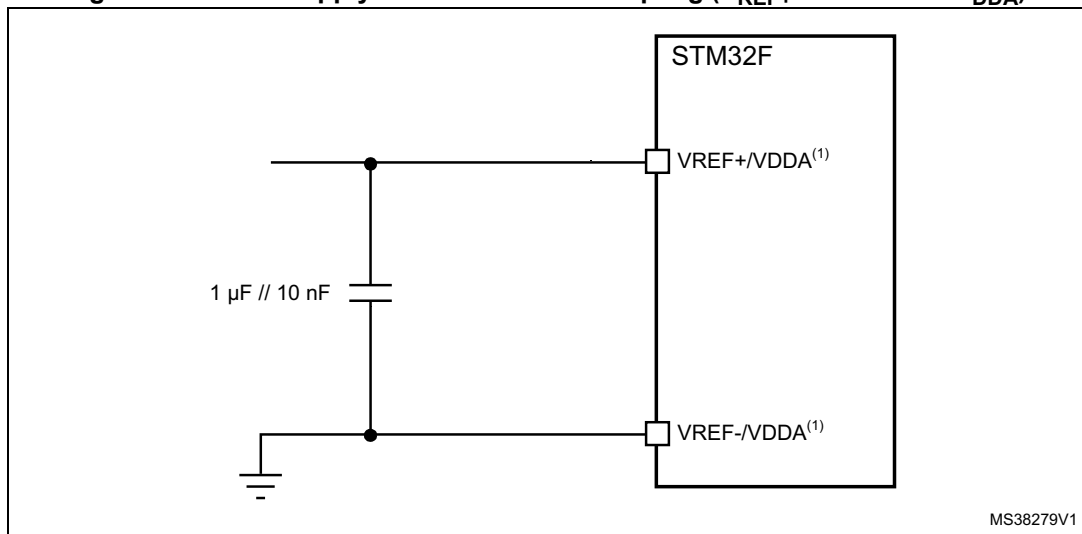 STM32F
VREF+/VDDA(1)
1 µF // 10 nF
VREF-/VDDA(1)
MS38279V1